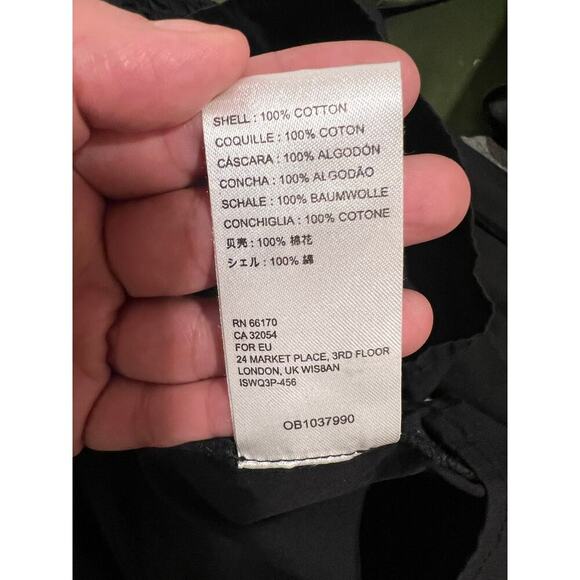 SHELL : 100% COTTON
COQUILLE : 100% COTON
CÁSCARA : 100% ALGODÓN
CONCHA : 100% ALGODÃO
SCHALE : 100% BAUMWOLLE
CONCHIGLIA : 100% COTONE
贝壳 : 100% 棉花
シェル : 100% 綿
RN 66170
CA 32054
FOR EU
24 MARKET PLACE, 3RD FLOOR
LONDON, UK WIS8AN
ISWQ3P-456
OB1037990